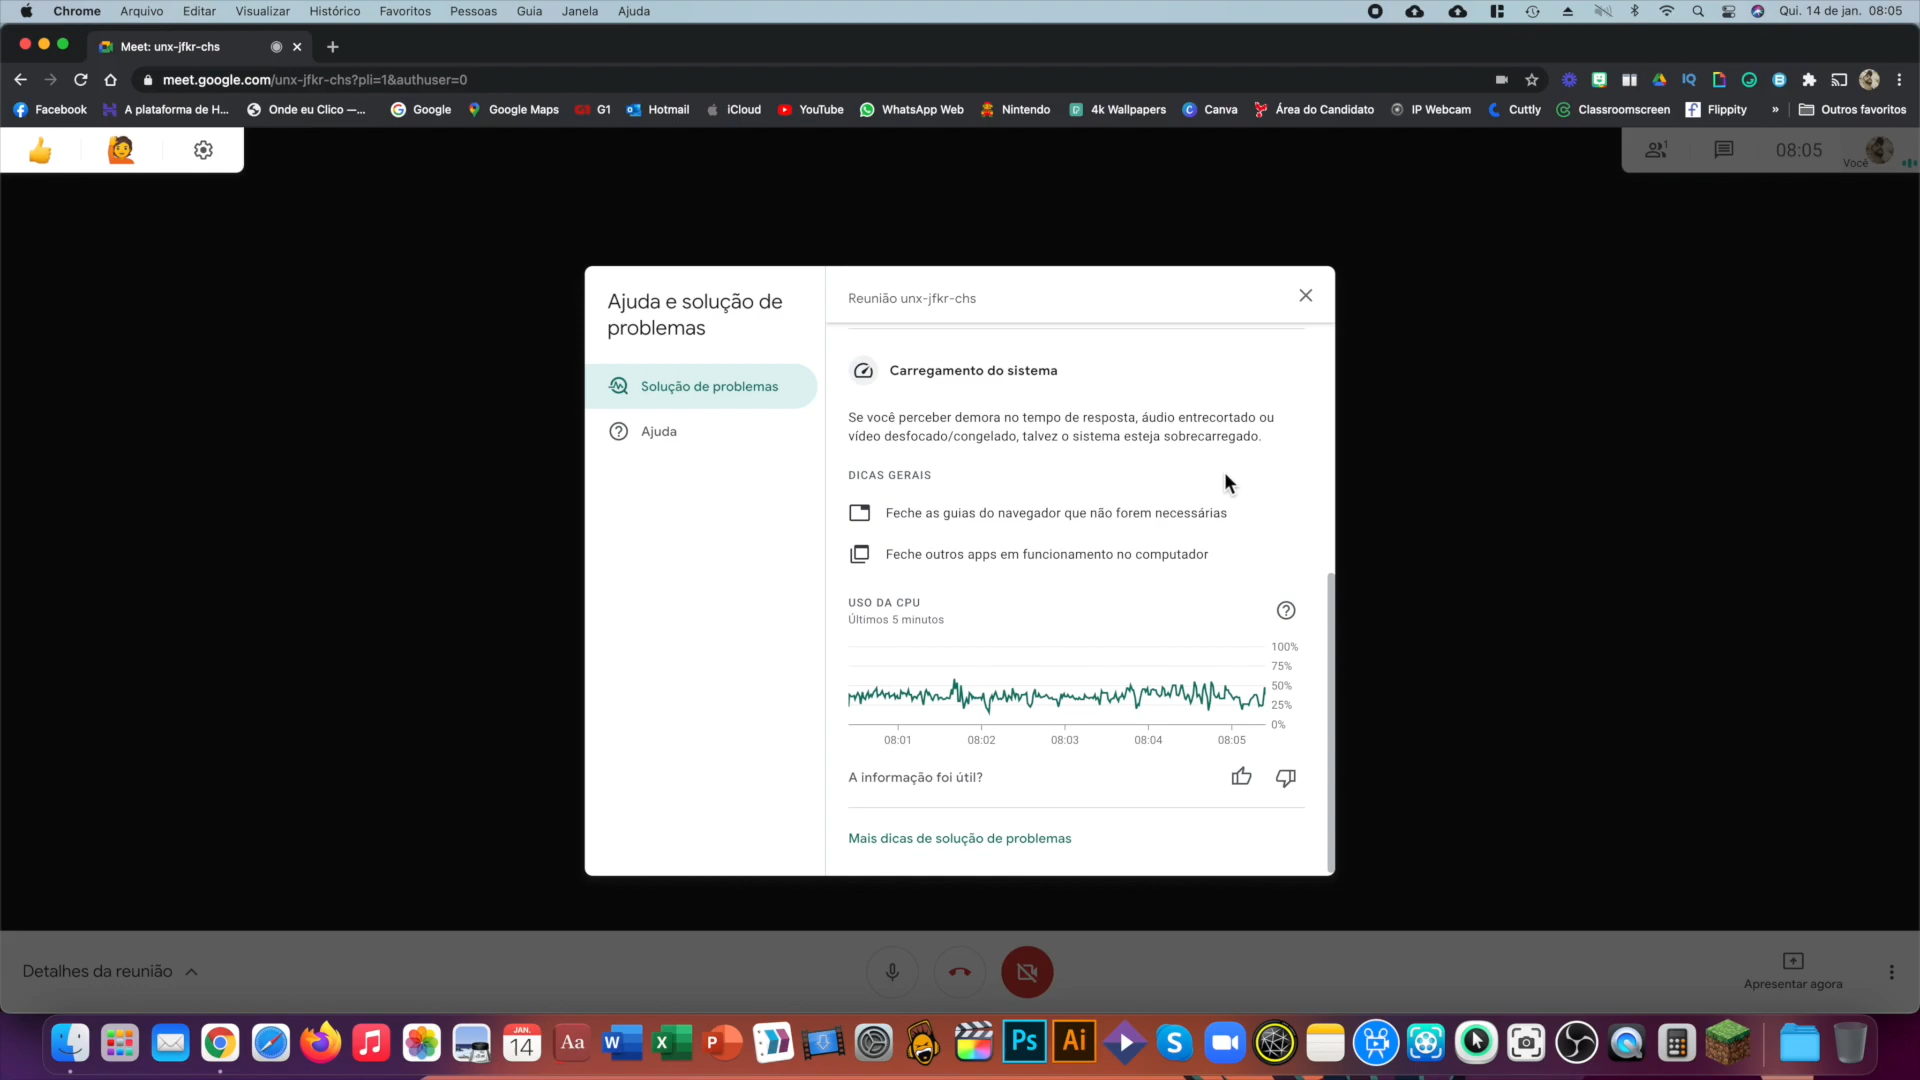 Chrome Arquivo Editar Visualizar Histórico Favoritos Pessoas Guia Janela Ajuda Qui. 14 de jan. 08:05
Meet: unx-jfkr-chs
meet.google.com/unx-jfkr-chs?pli=1&authuser=0
Facebook A plataforma de H... Onde eu Clico —... Google Google Maps G1 Hotmail iCloud YouTube WhatsApp Web Nintendo 4k Wallpapers Canva Área do Candidato IP Webcam Cuttly Classroomscreen Flippity » Outros favoritos
1 08:05 Você
Ajuda e solução de
problemas
Solução de problemas
Ajuda
Reunião unx-jfkr-chs
Carregamento do sistema
Se você perceber demora no tempo de resposta, áudio entrecortado ou
vídeo desfocado/congelado, talvez o sistema esteja sobrecarregado.
DICAS GERAIS
Feche as guias do navegador que não forem necessárias
Feche outros apps em funcionamento no computador
USO DA CPU
Últimos 5 minutos
100%
75%
50%
25%
0%
08:01 08:02 08:03 08:04 08:05
A informação foi útil?
Mais dicas de solução de problemas
Detalhes da reunião
Apresentar agora
JAN.
14
Aa
W
X
P
Ps
Ai
S